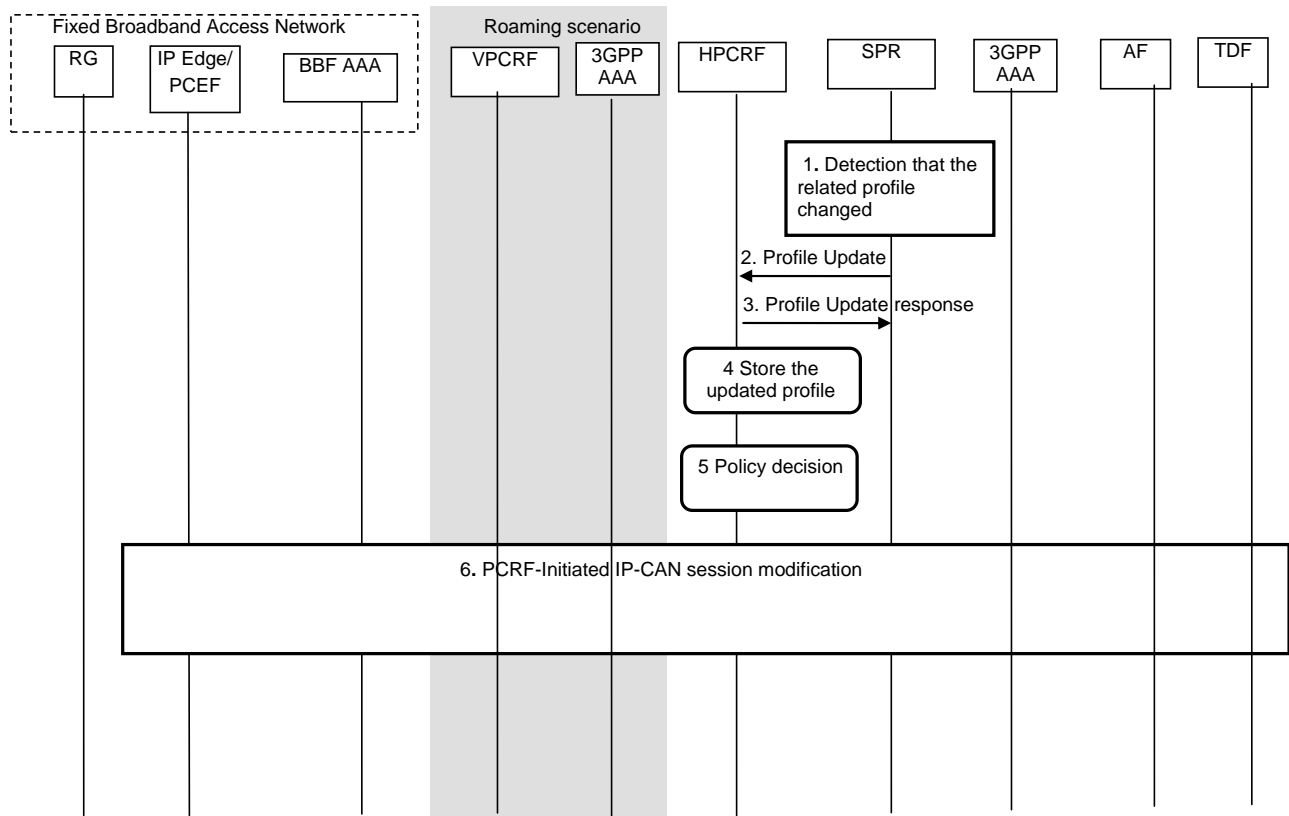 Fixed Broadband Access Network
Roaming scenario
RG
IP Edge/
PCEF
BBF AAA
VPCRF
3GPP
AAA
HPCRF
SPR
3GPP
AAA
AF
TDF
1. Detection that the
related profile
changed
2. Profile Update
3. Profile Update response
4 Store the
updated profile
5 Policy decision
6. PCRF-Initiated IP-CAN session modification